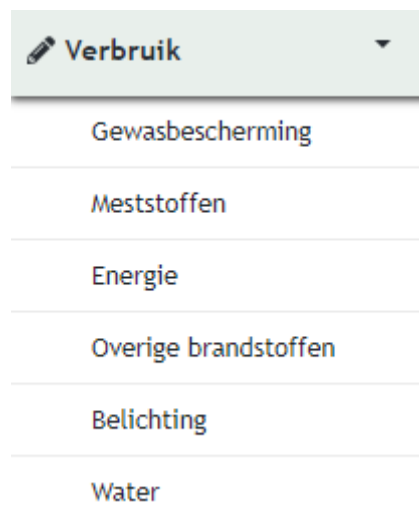 Verbruik
Gewasbescherming
Meststoffen
Energie
Overige brandstoffen
Belichting
Water